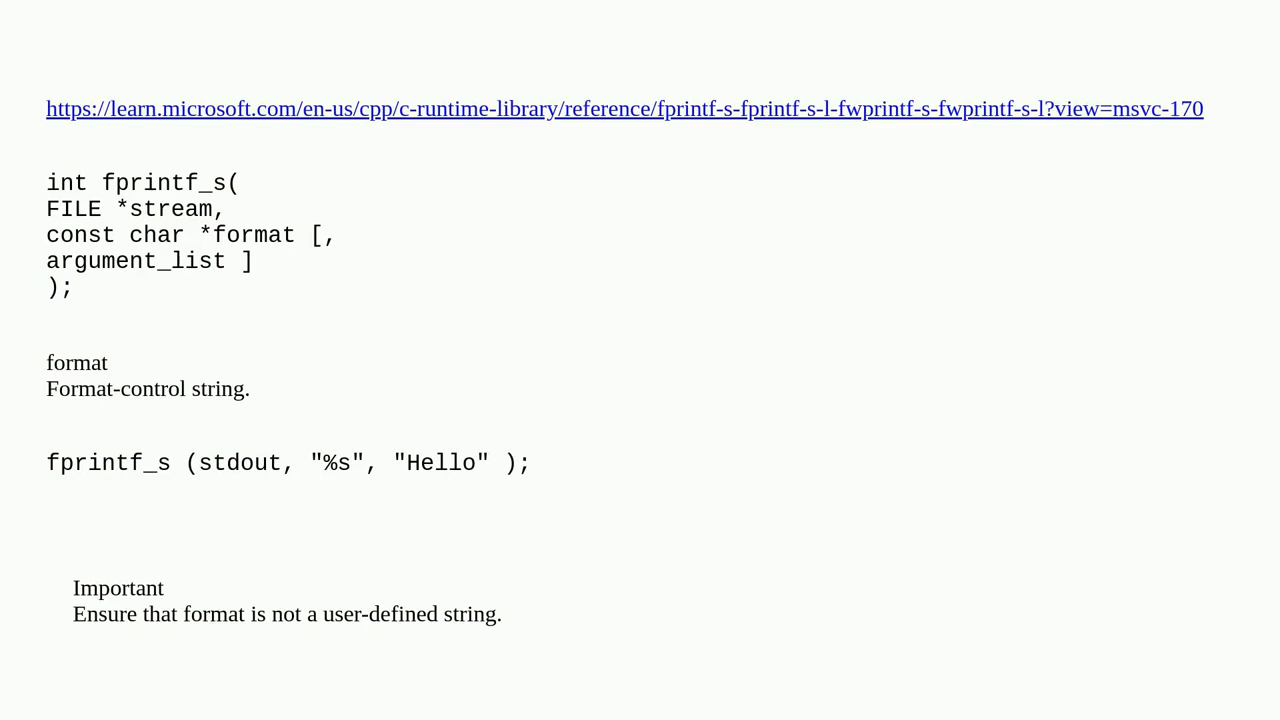 https://learn.microsoft.com/en-us/cpp/c-runtime-library/reference/fprintf-s-fprintf-s-l-fwprintf-s-fwprintf-s-l?view=msvc-170
int fprintf_s(
FILE *stream,
const char *format [,
argument_list ]
);
format
Format-control string.
fprintf_s (stdout, "%s", "Hello" );
Important
Ensure that format is not a user-defined string.